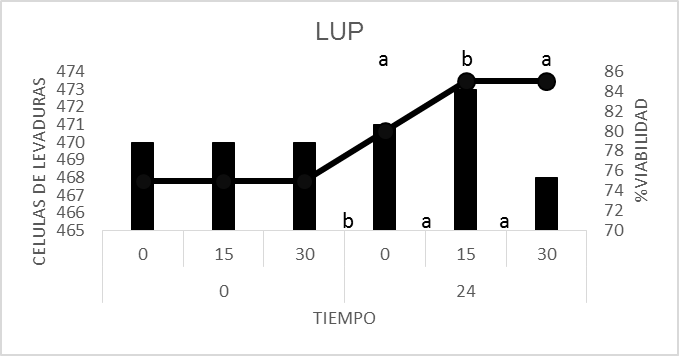 LUP
a b a
474
473
472
471
470
469
468
467
466
465
CELULAS DE LEVADURAS
86
84
82
80
78
76
74
72
70
%VIABILIDAD
b a a
0 15 30 0 15 30
0 24
TIEMPO